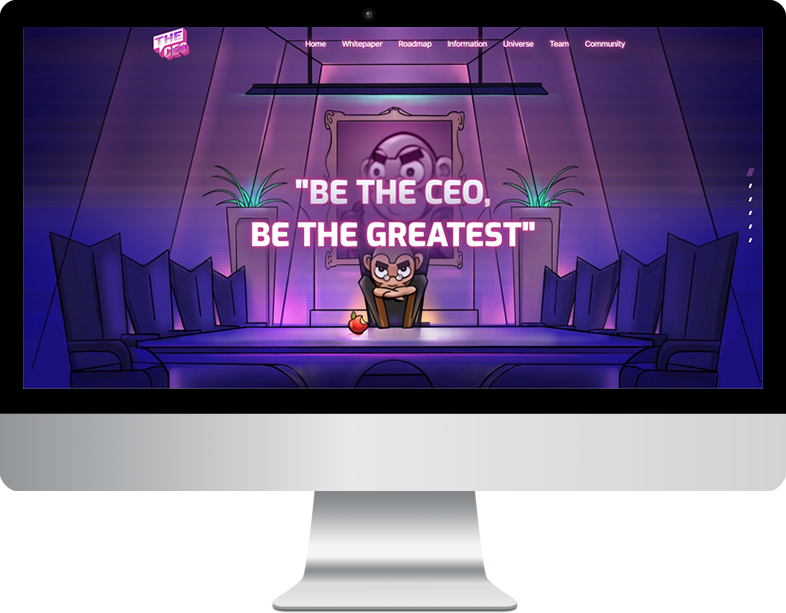 THE
CEO
Home Whitepaper Roadmap Information Universe Team Community
"BE THE CEO,
BE THE GREATEST"